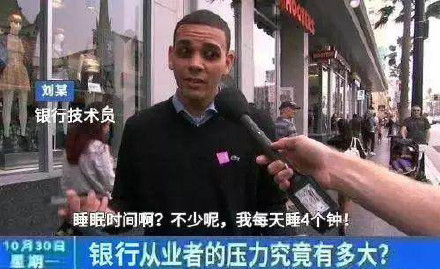 HOOTERS
刘某
银行技术员
睡眠时间啊？不少呢，我每天睡4个钟！
10月30日
星期一
银行从业者的压力究竟有多大？